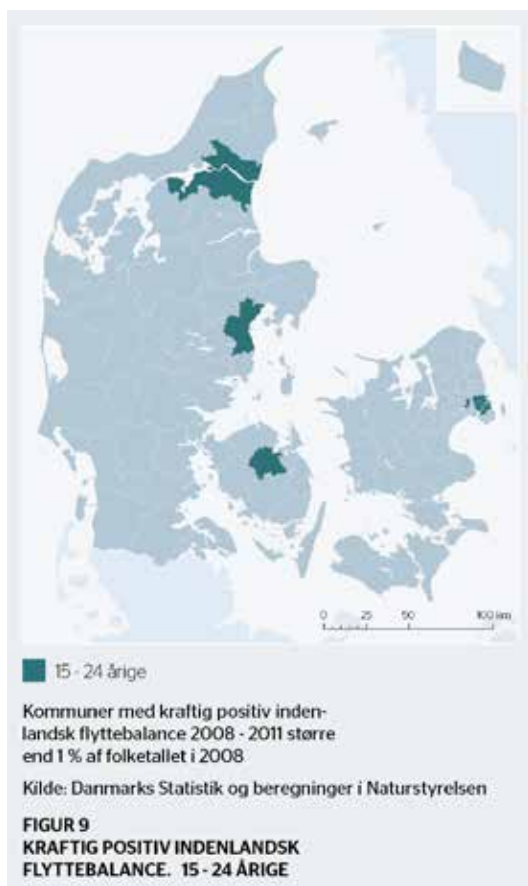 0 25 50 100 km
15 - 24 årige
Kommuner med kraftig positiv inden-
landsk flyttebalance 2008 - 2011 større
end 1 % af folketallet i 2008
Kilde: Danmarks Statistik og beregninger i Naturstyrelsen
FIGUR 9
KRAFTIG POSITIV INDENLANDSK
FLYTTEBALANCE. 15 - 24 ÅRIGE